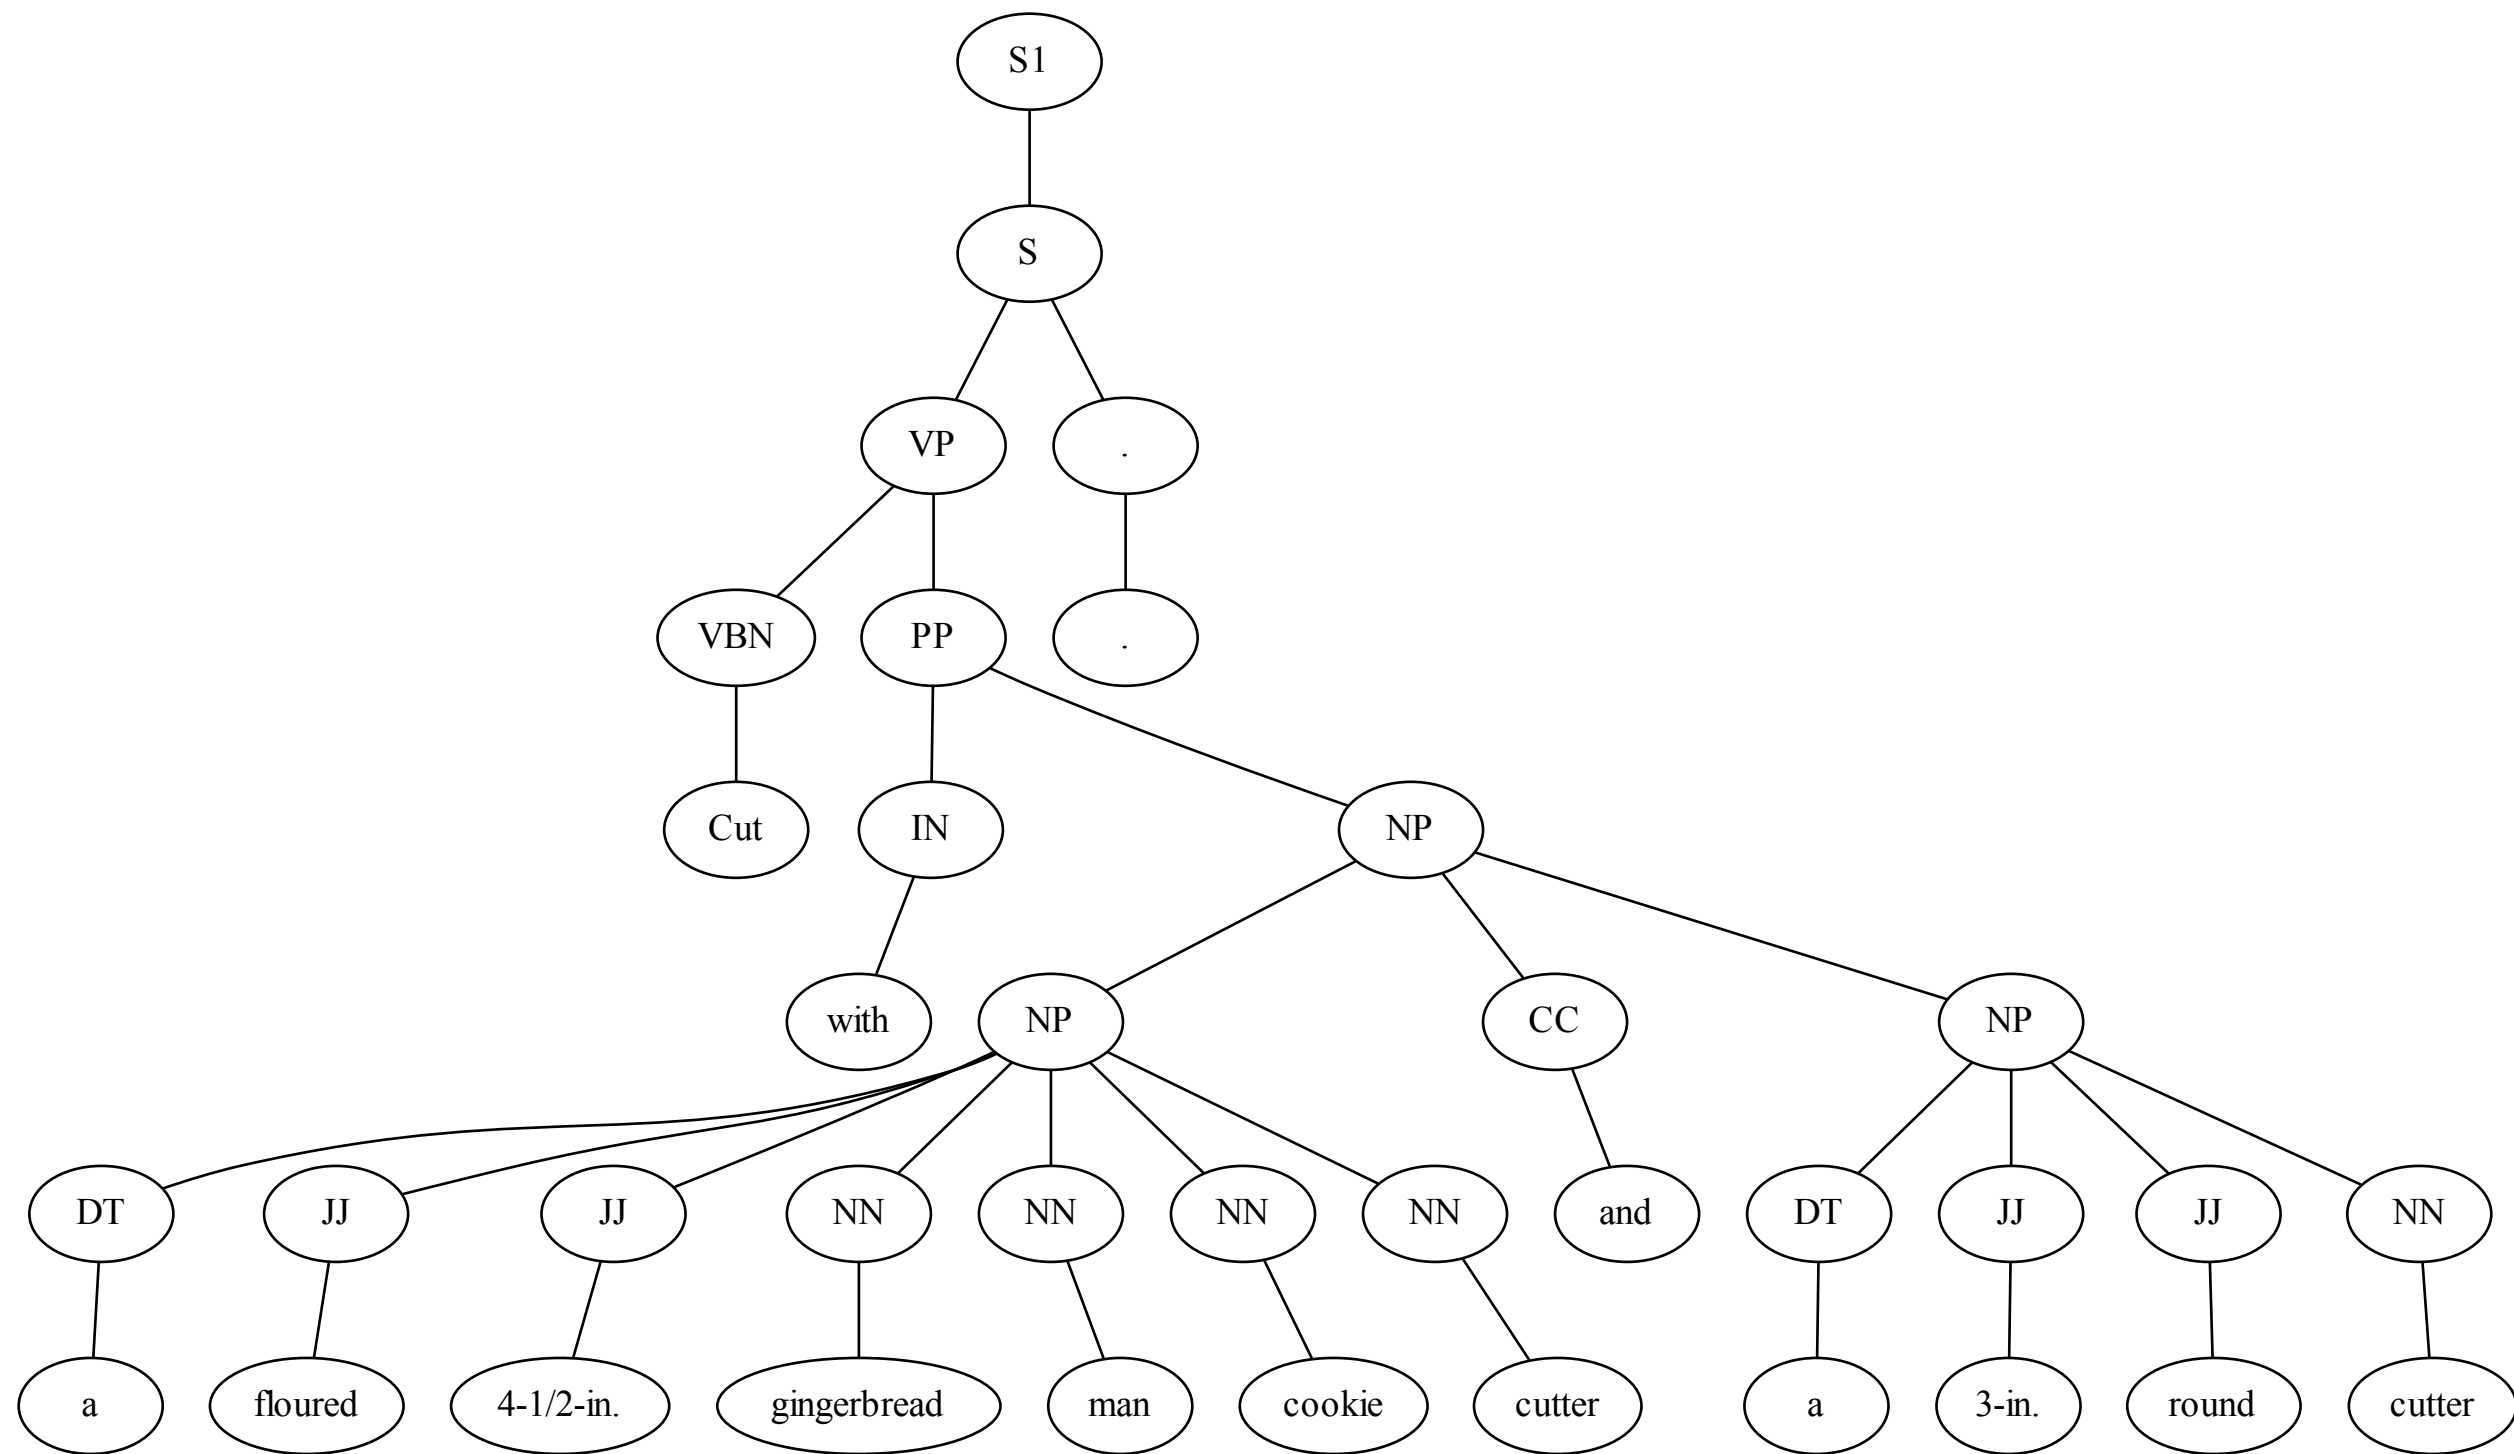 S1
S
VP .
VBN PP .
Cut IN NP
with NP CC NP
DT JJ JJ NN NN NN NN and DT JJ JJ NN
a floured 4-1/2-in. gingerbread man cookie cutter a 3-in. round cutter